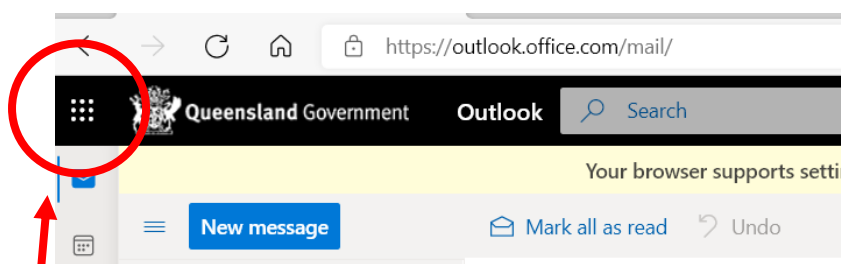 https://outlook.office.com/mail/
Queensland Government Outlook Search
Your browser supports setti
New message Mark all as read Undo